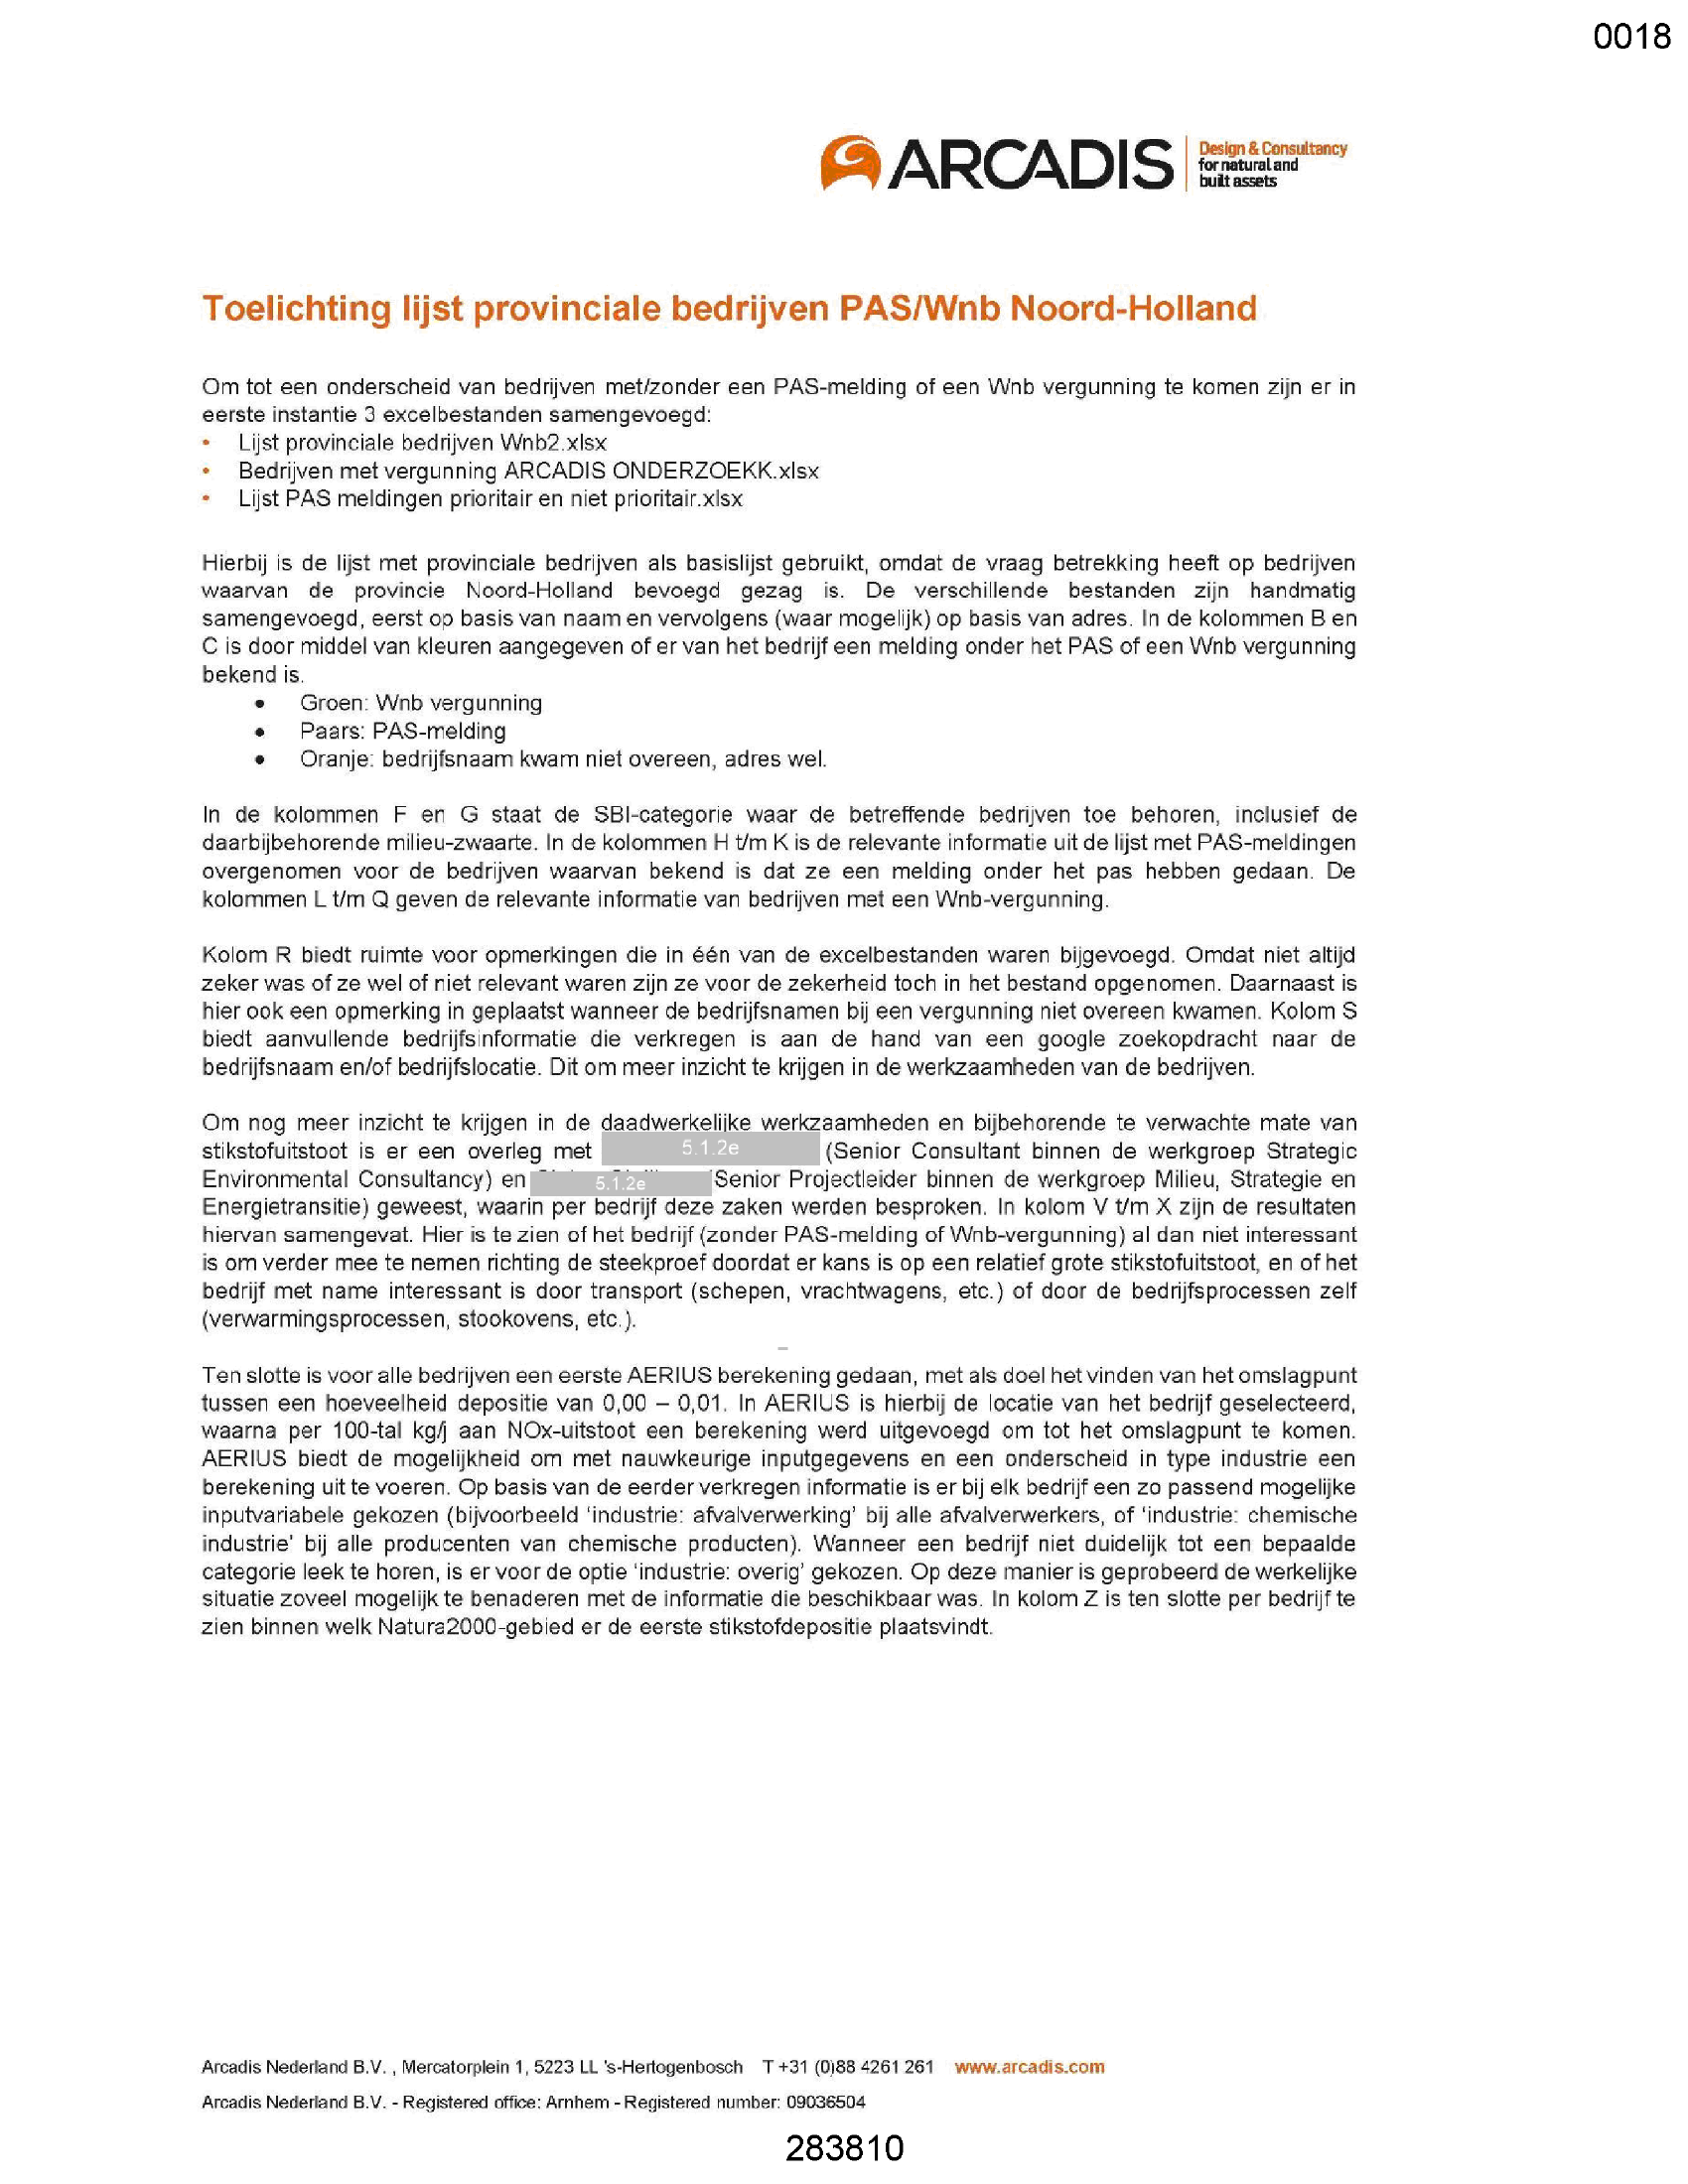 0018
ARCADIS
Design & Consultancy
for natural and
built assets
Toelichting lijst provinciale bedrijven PAS/Wnb Noord-Holland
Om tot een onderscheid van bedrijven met/zonder een PAS-melding of een Wnb vergunning te komen zijn er in
eerste instantie 3 excelbestanden samengevoegd:
• Lijst provinciale bedrijven Wnb2.xlsx
• Bedrijven met vergunning ARCADIS ONDERZOEKK.xlsx
• Lijst PAS meldingen prioritair en niet prioritair.xlsx
Hierbij is de lijst met provinciale bedrijven als basislijst gebruikt, omdat de vraag betrekking heeft op bedrijven
waarvan de provincie Noord-Holland bevoegd gezag is. De verschillende bestanden zijn handmatig
samengevoegd, eerst op basis van naam en vervolgens (waar mogelijk) op basis van adres. In de kolommen B en
C is door middel van kleuren aangegeven of er van het bedrijf een melding onder het PAS of een Wnb vergunning
bekend is.
• Groen: Wnb vergunning
• Paars: PAS-melding
• Oranje: bedrijfsnaam kwam niet overeen, adres wel.
In de kolommen F en G staat de SBI-categorie waar de betreffende bedrijven toe behoren, inclusief de
daarbijbehorende milieu-zwaarte. In de kolommen H t/m K is de relevante informatie uit de lijst met PAS-meldingen
overgenomen voor de bedrijven waarvan bekend is dat ze een melding onder het pas hebben gedaan. De
kolommen L t/m Q geven de relevante informatie van bedrijven met een Wnb-vergunning.
Kolom R biedt ruimte voor opmerkingen die in één van de excelbestanden waren bijgevoegd. Omdat niet altijd
zeker was of ze wel of niet relevant waren zijn ze voor de zekerheid toch in het bestand opgenomen. Daarnaast is
hier ook een opmerking in geplaatst wanneer de bedrijfsnamen bij een vergunning niet overeen kwamen. Kolom S
biedt aanvullende bedrijfsinformatie die verkregen is aan de hand van een google zoekopdracht naar de
bedrijfsnaam en/of bedrijfslocatie. Dit om meer inzicht te krijgen in de werkzaamheden van de bedrijven.
Om nog meer inzicht te krijgen in de daadwerkelijke werkzaamheden en bijbehorende te verwachte mate van
stikstofuitstoot is er een overleg met 5.1.2e (Senior Consultant binnen de werkgroep Strategic
Environmental Consultancy) en 5.1.2e Senior Projectleider binnen de werkgroep Milieu, Strategie en
Energietransitie) geweest, waarin per bedrijf deze zaken werden besproken. In kolom V t/m X zijn de resultaten
hiervan samengevat. Hier is te zien of het bedrijf (zonder PAS-melding of Wnb-vergunning) al dan niet interessant
is om verder mee te nemen richting de steekproef doordat er kans is op een relatief grote stikstofuitstoot, en of het
bedrijf met name interessant is door transport (schepen, vrachtwagens, etc.) of door de bedrijfsprocessen zelf
(verwarmingsprocessen, stookovens, etc.).
Ten slotte is voor alle bedrijven een eerste AERIUS berekening gedaan, met als doel het vinden van het omslagpunt
tussen een hoeveelheid depositie van 0,00 – 0,01. In AERIUS is hierbij de locatie van het bedrijf geselecteerd,
waarna per 100-tal kg/j aan NOx-uitstoot een berekening werd uitgevoegd om tot het omslagpunt te komen.
AERIUS biedt de mogelijkheid om met nauwkeurige inputgegevens en een onderscheid in type industrie een
berekening uit te voeren. Op basis van de eerder verkregen informatie is er bij elk bedrijf een zo passend mogelijke
inputvariabele gekozen (bijvoorbeeld ‘industrie: afvalverwerking’ bij alle afvalverwerkers, of ‘industrie: chemische
industrie’ bij alle producenten van chemische producten). Wanneer een bedrijf niet duidelijk tot een bepaalde
categorie leek te horen, is er voor de optie ‘industrie: overig’ gekozen. Op deze manier is geprobeerd de werkelijke
situatie zoveel mogelijk te benaderen met de informatie die beschikbaar was. In kolom Z is ten slotte per bedrijf te
zien binnen welk Natura2000-gebied er de eerste stikstofdepositie plaatsvindt.
Arcadis Nederland B.V. , Mercatorplein 1, 5223 LL 's-Hertogenbosch T +31 (0)88 4261 261 www.arcadis.com
Arcadis Nederland B.V. - Registered office: Arnhem - Registered number: 09036504
283810